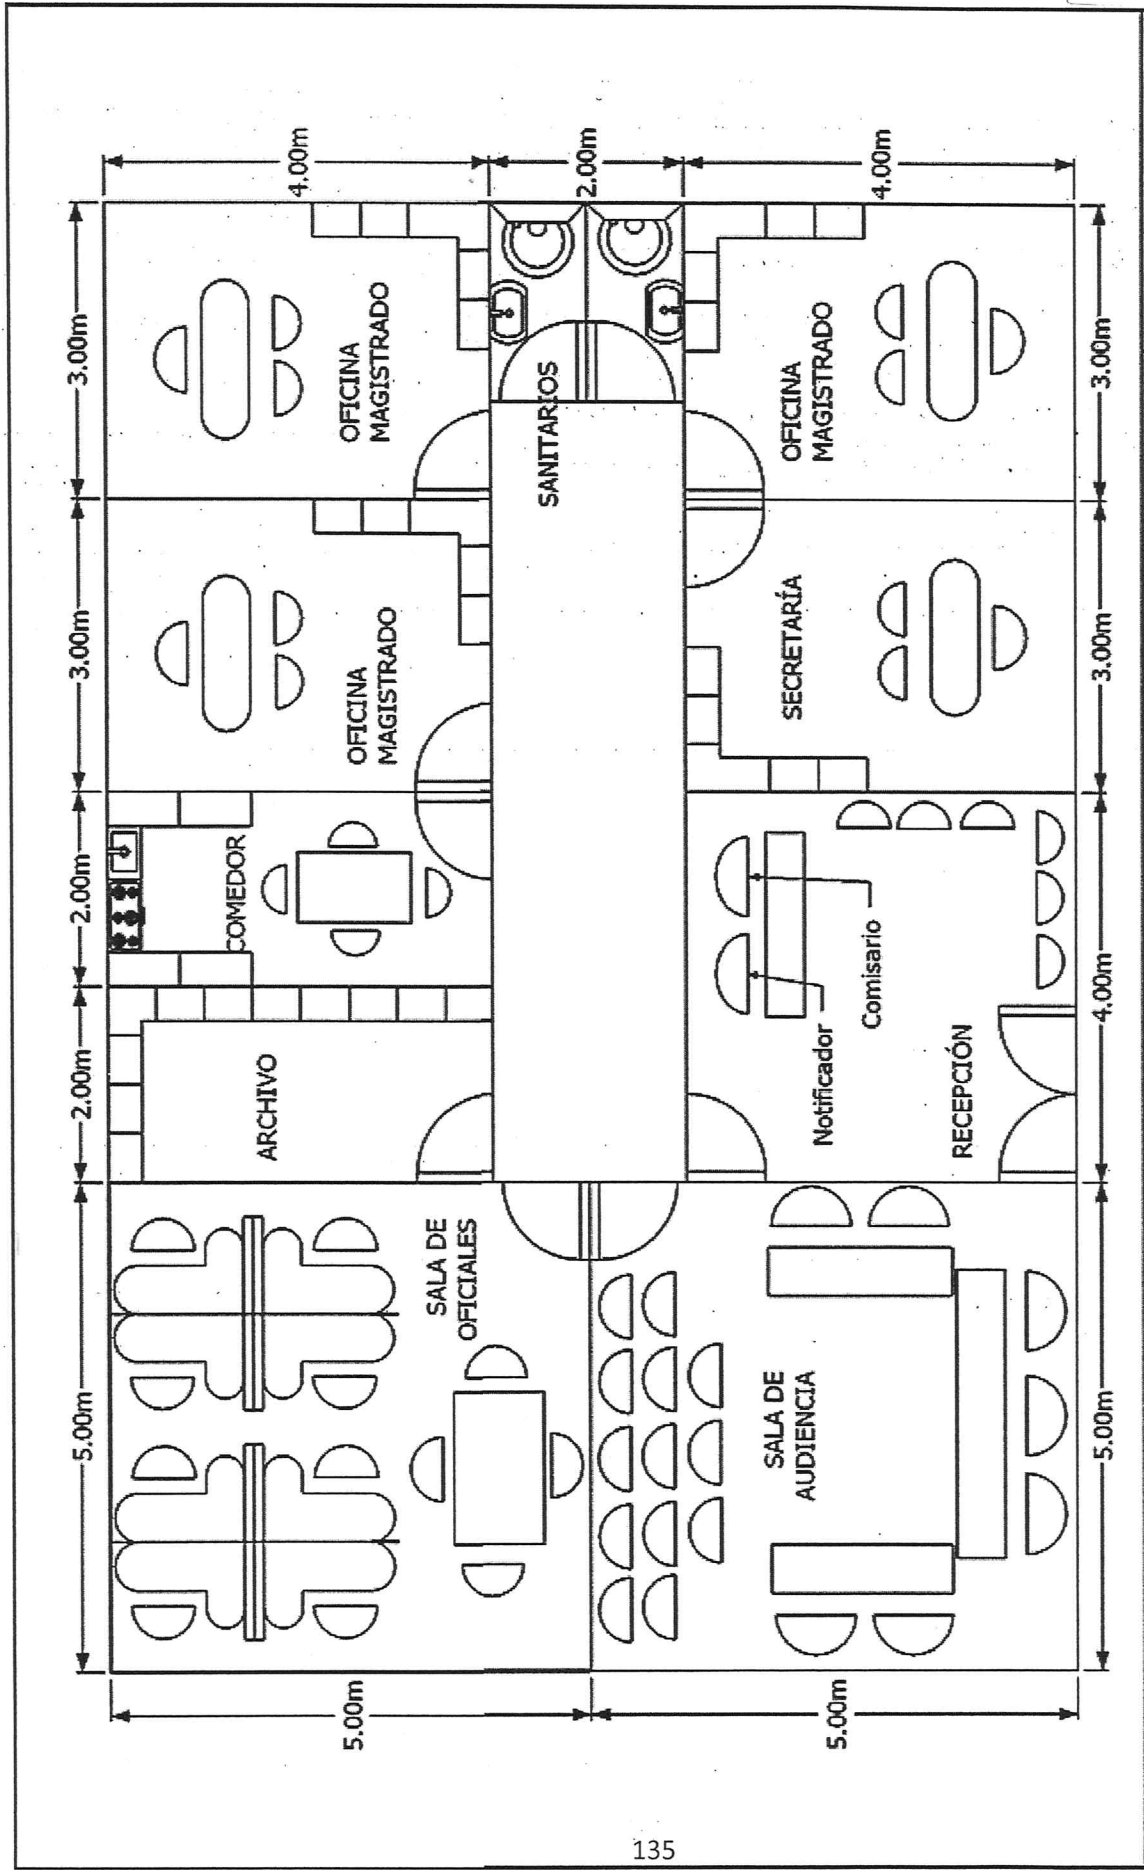 5.00m
2.00m
2.00m
3.00m
3.00m
SALA DE
OFICIALES
ARCHIVO
COMEDOR
OFICINA
MAGISTRADO
OFICINA
MAGISTRADO
4.00m
5.00m
SANITARIOS
2.00m
SALA DE
AUDIENCIA
RECEPCIÓN
Notificador
Comisario
SECRETARÍA
OFICINA
MAGISTRADO
4.00m
5.00m
5.00m
4.00m
3.00m
3.00m
135